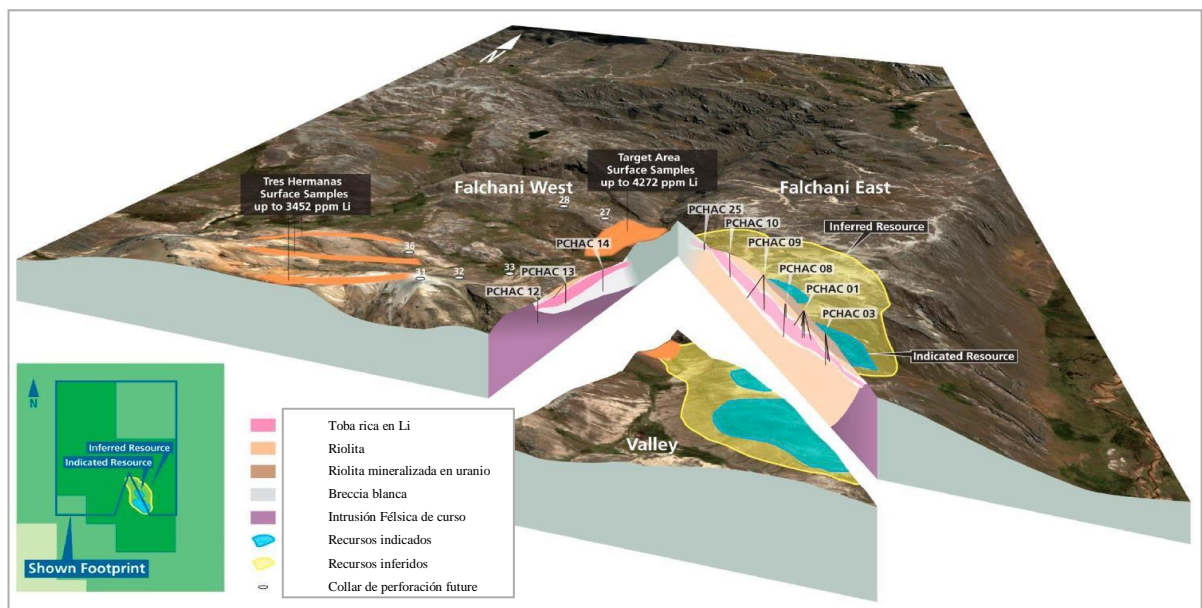 N
Tres Hermanas
Surface Samples
up to 3452 ppm Li
Falchani West
Target Area
Surface Samples
up to 4272 ppm Li
Falchani East
28
27
36
31
32
33
PCHAC 14
PCHAC 13
PCHAC 12
PCHAC 25
PCHAC 10
PCHAC 09
PCHAC 08
PCHAC 01
PCHAC 03
Inferred Resource
Indicated Resource
Valley
N
Inferred Resource
Indicated Resource
Shown Footprint
Toba rica en Li
Riolita
Riolita mineralizada en uranio
Breccia blanca
Intrusión Félsica de curso
Recursos indicados
Recursos inferidos
Collar de perforación future